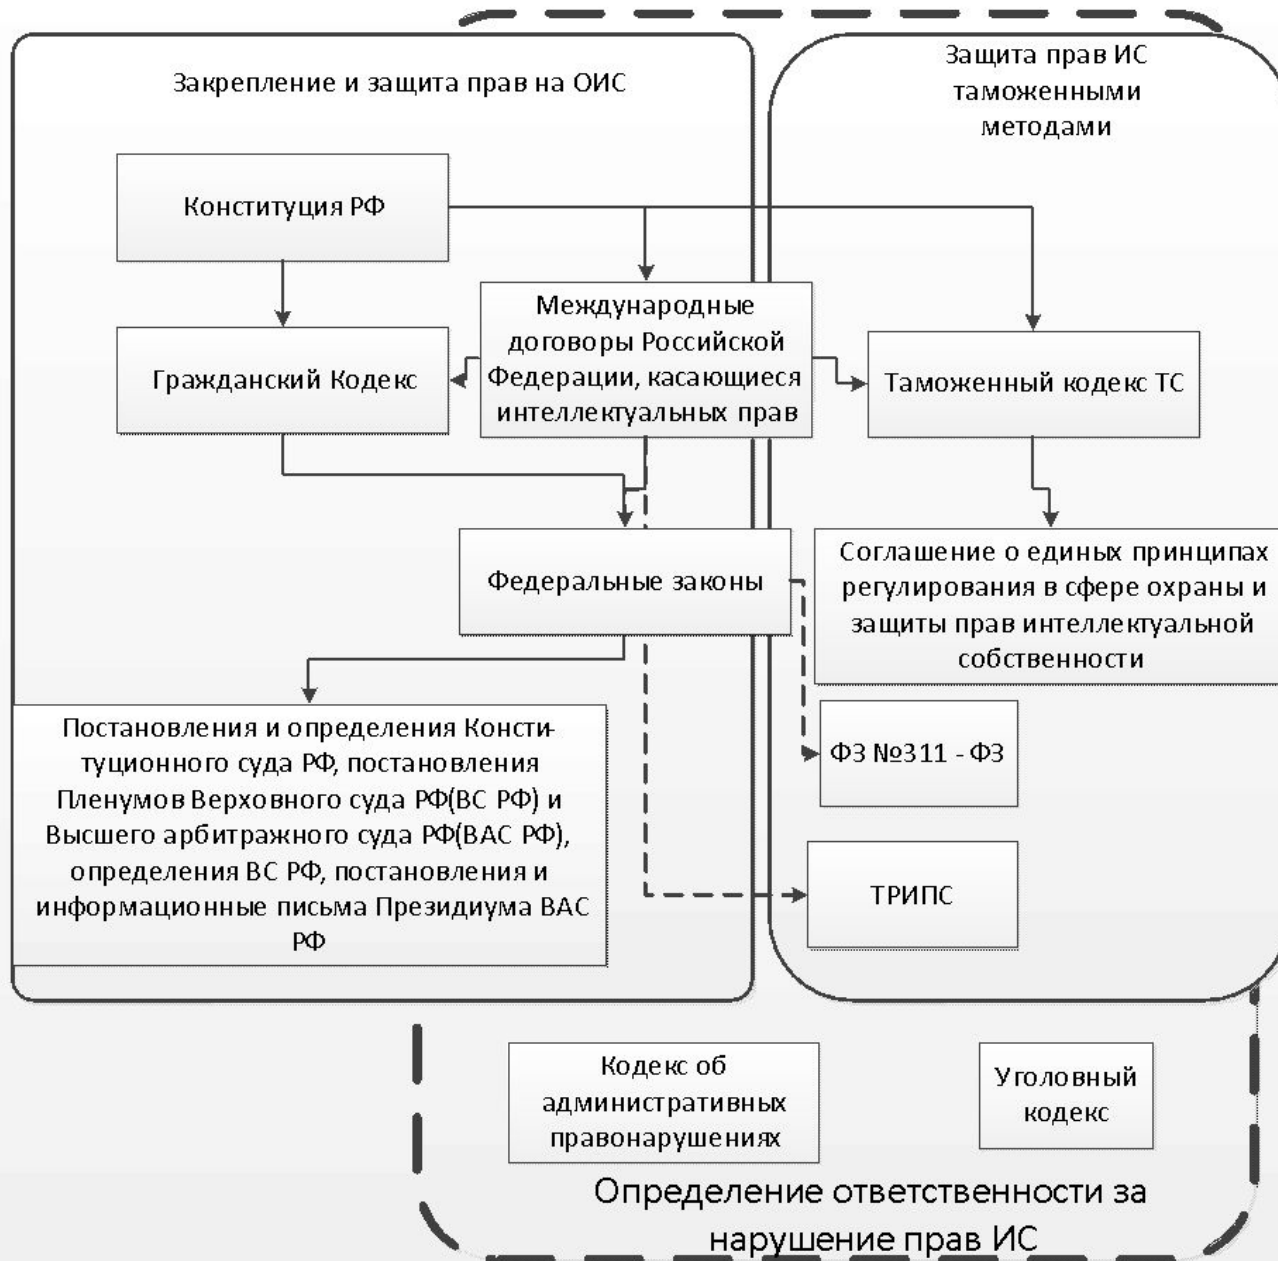 Закрепление и защита прав на ОИС
Защита прав ИС
таможенными
методами
Конституция РФ
Международные
договоры Российской
Федерации, касающиеся
интеллектуальных прав
Гражданский Кодекс
Таможенный кодекс ТС
Федеральные законы
Соглашение о единых принципах
регулирования в сфере охраны и
защиты прав интеллектуальной
собственности
Постановления и определения Консти-
туционного суда РФ, постановления
Пленумов Верховного суда РФ(ВС РФ) и
Высшего арбитражного суда РФ(ВАС РФ),
определения ВС РФ, постановления и
информационные письма Президиума ВАС
РФ
ФЗ №311 - ФЗ
ТРИПС
Кодекс об
административных
правонарушениях
Уголовный
кодекс
Определение ответственности за
нарушение прав ИС